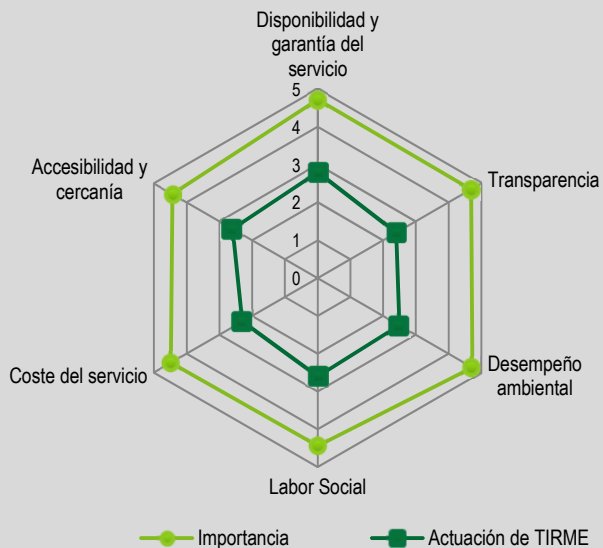 Disponibilidad y
garantía del
servicio
5
4
3
2
1
0
Accesibilidad y
cercanía
Transparencia
Coste del servicio
Desempeño
ambiental
Labor Social
Importancia
Actuación de TIRME